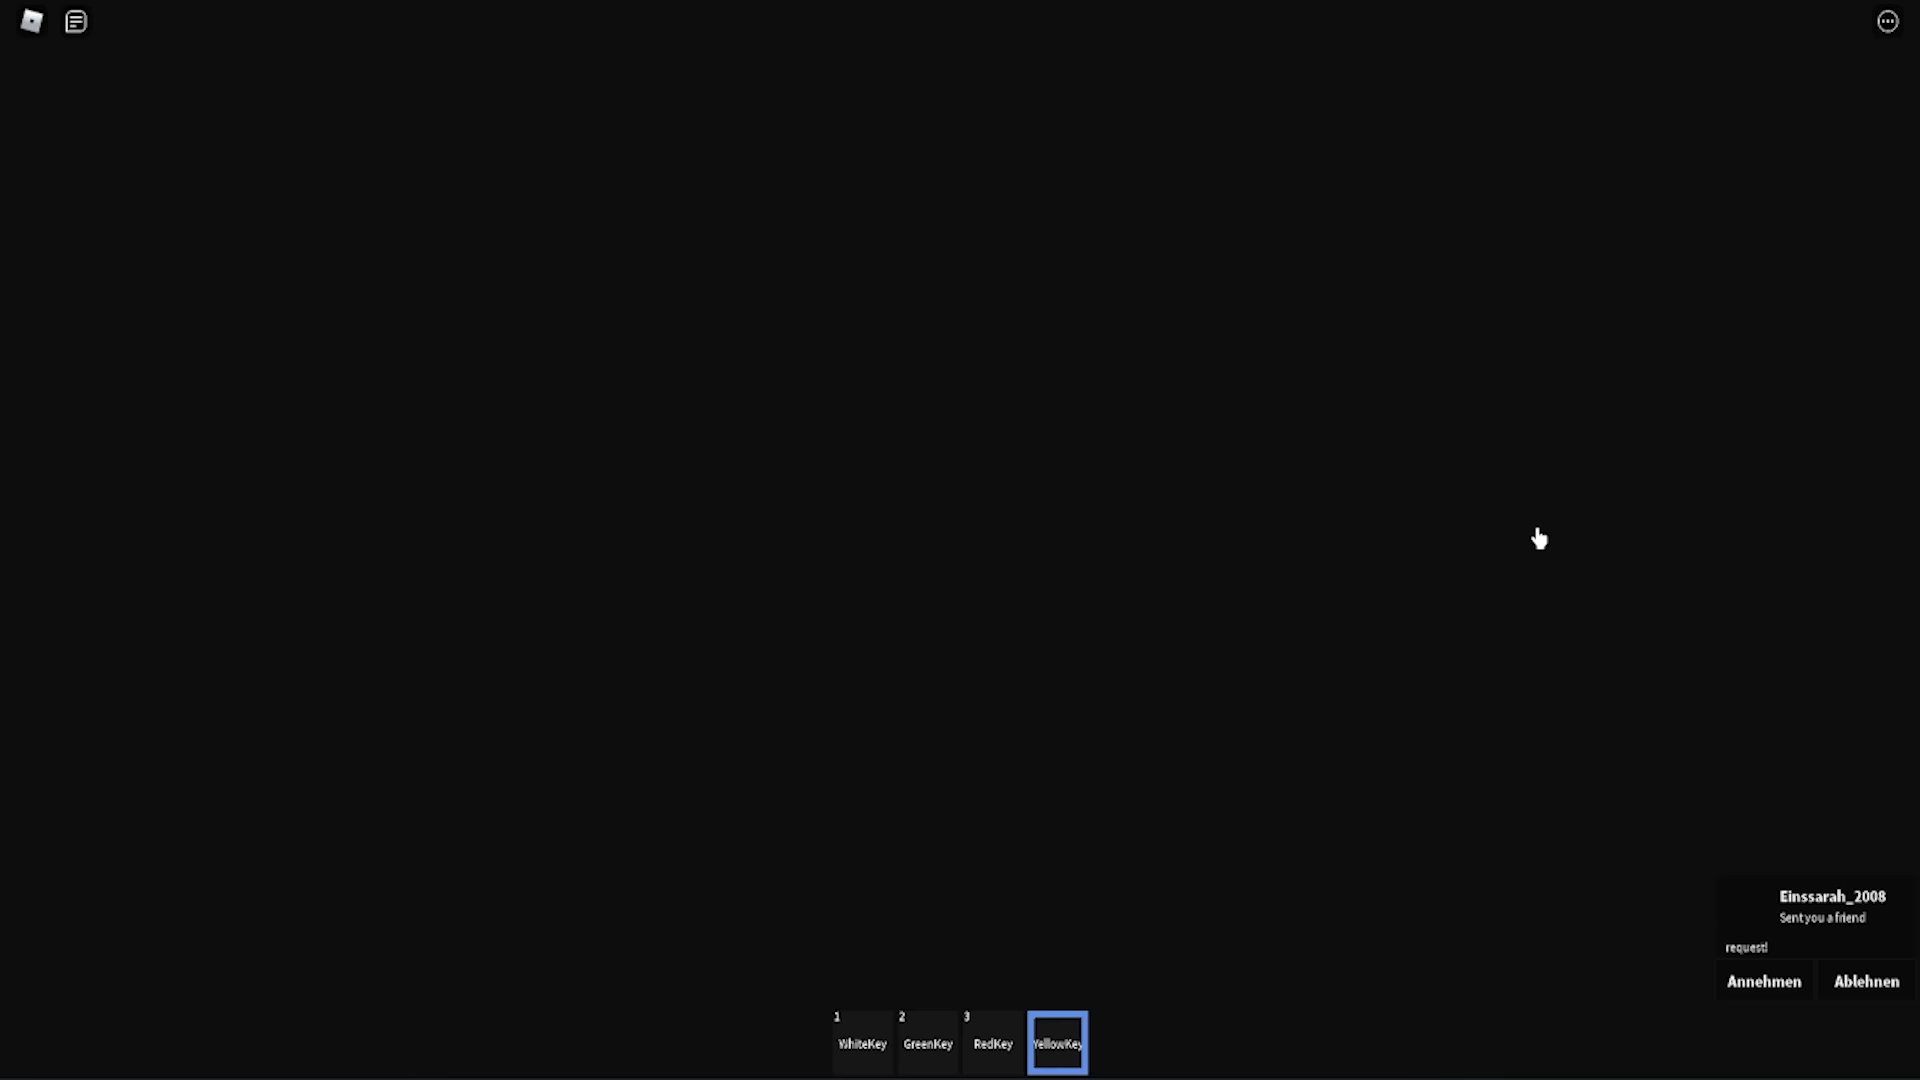 Einssarah_2008
Sent you a friend
request!
Annehmen
Ablehnen
1
2
3
WhiteKey
GreenKey
RedKey
YellowKey